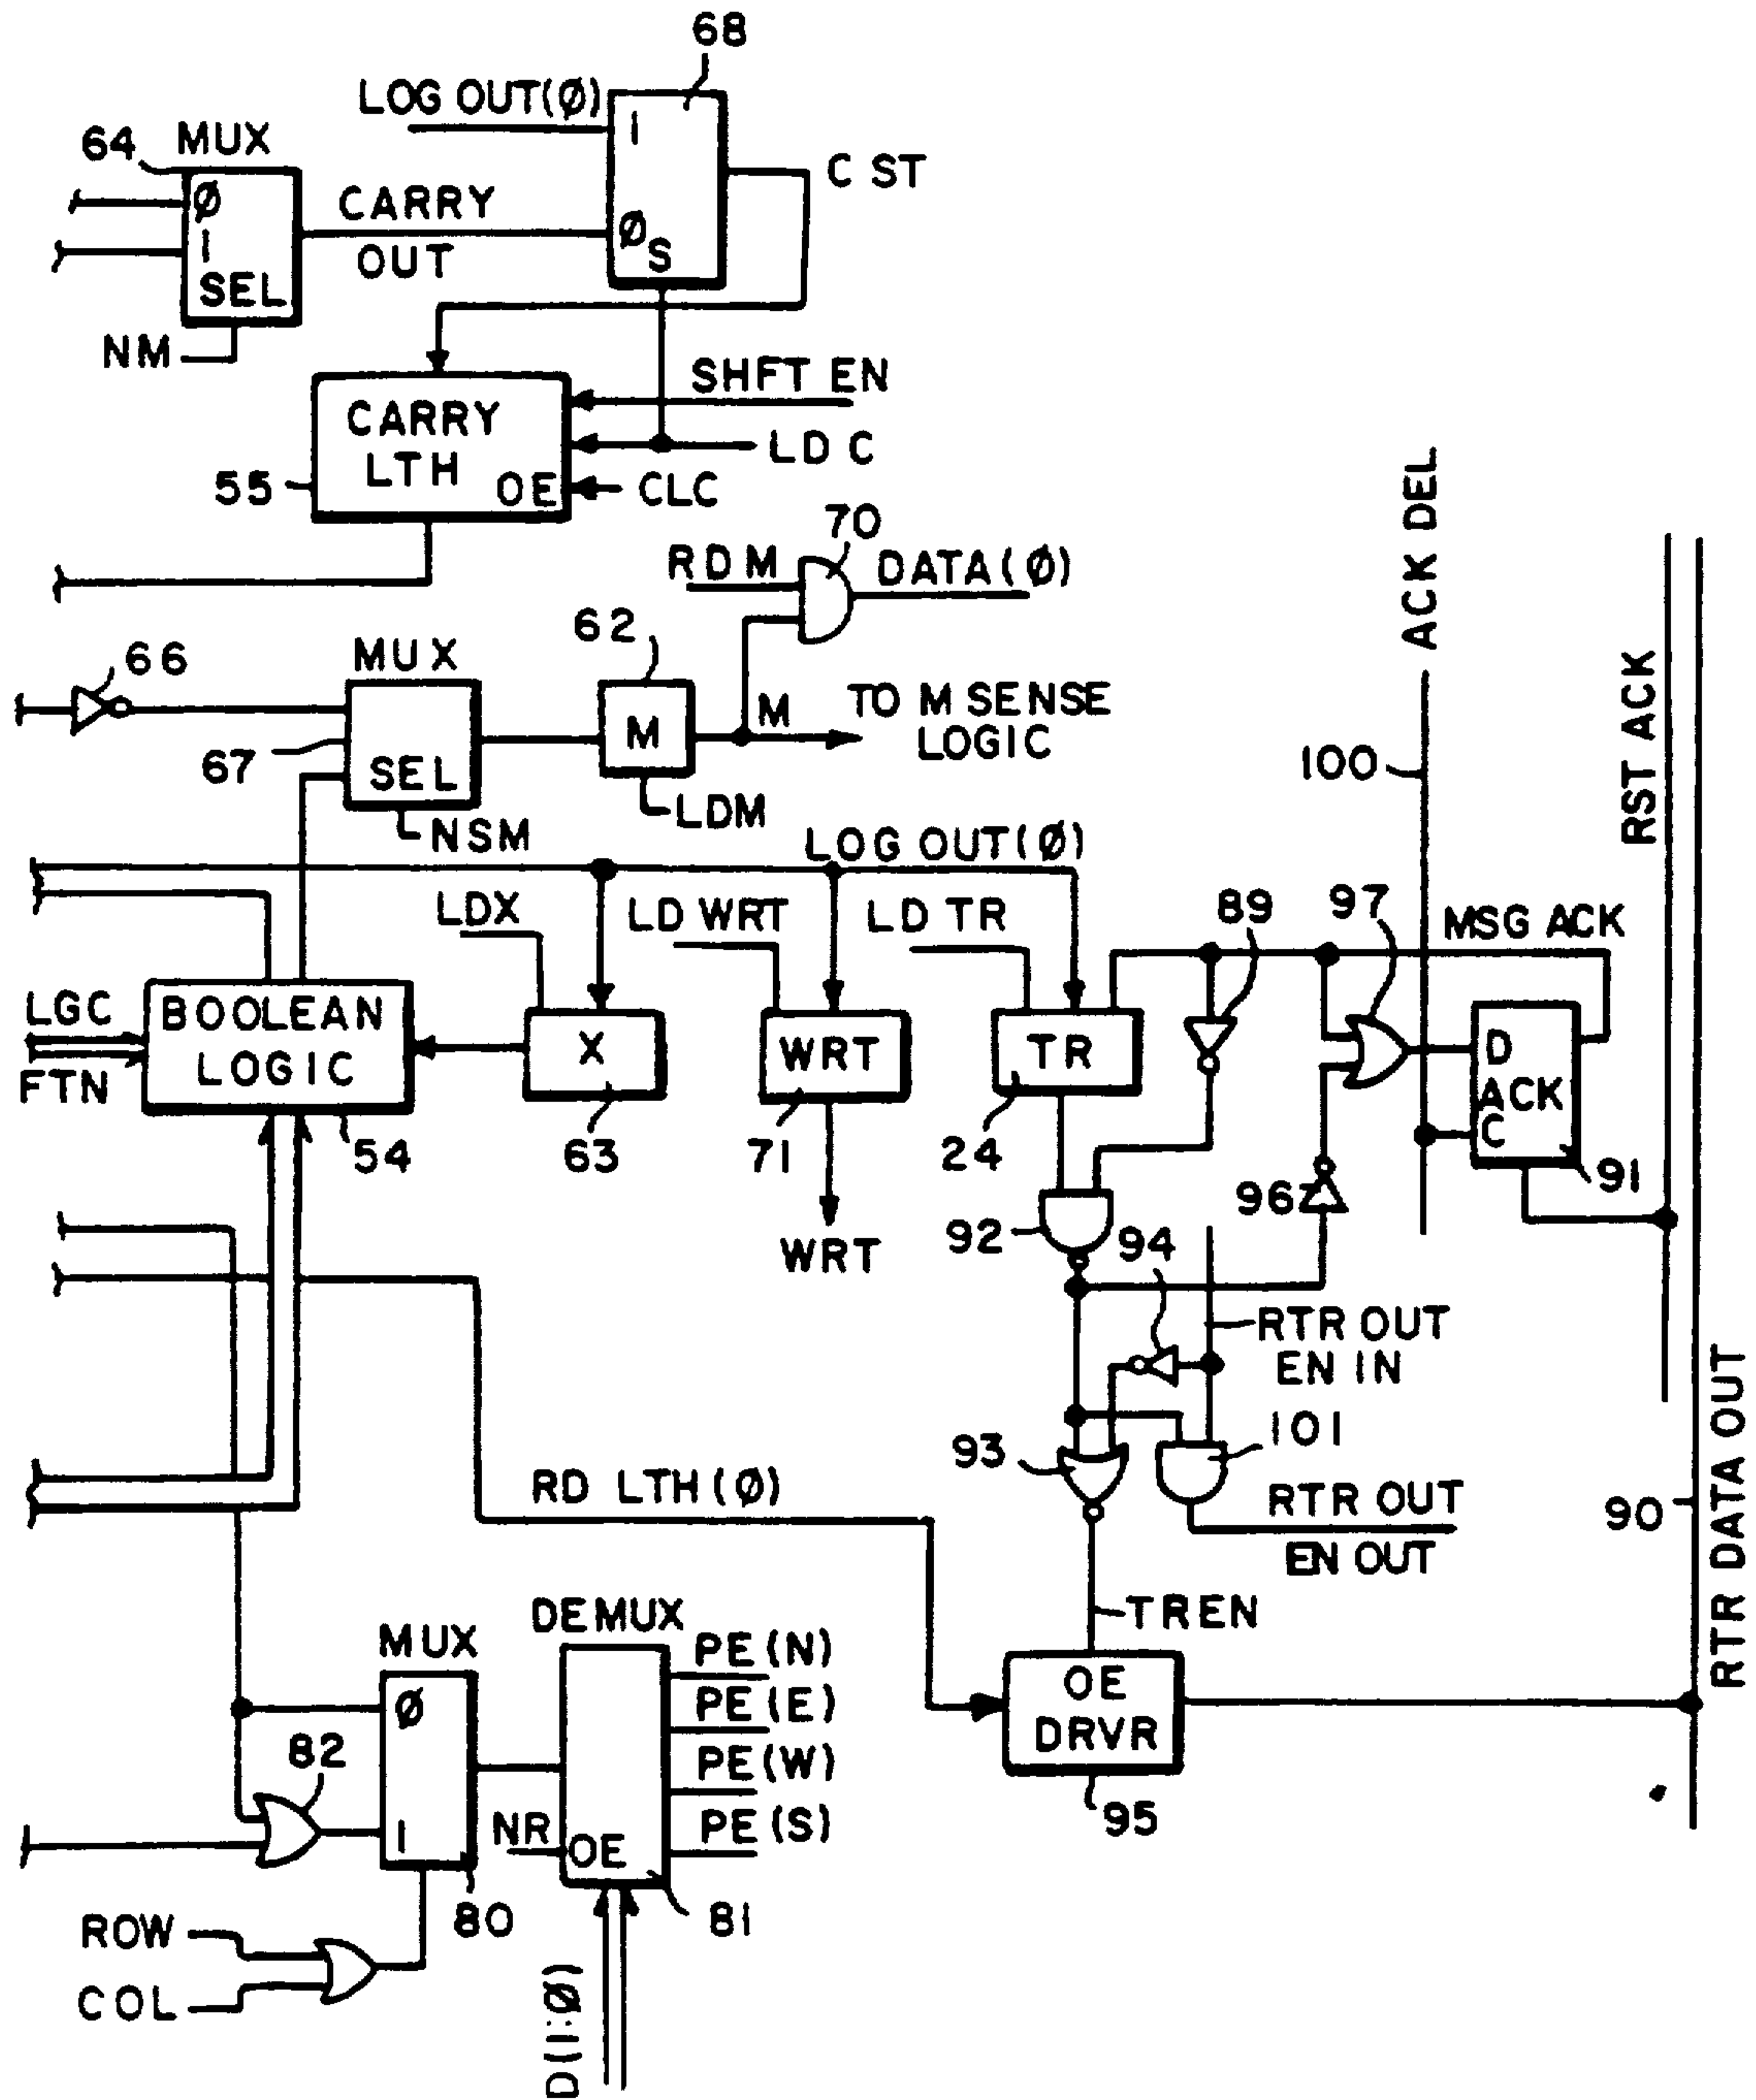 68
LOG OUT(Ø)
1
64
MUX
Ø
1
SEL
NM
CARRY
OUT
Ø
S
C ST
SHFT EN
CARRY
LTH
LD C
55
OE
CLC
ACK DEL
70
RDM
DATA(Ø)
62
66
MUX
M
M
TO M SENSE
LOGIC
67
SEL
100
RST ACK
NSM
LDM
LOG OUT(Ø)
LDX
LD WRT
LD TR
89
97
MSG ACK
LGC
FTN
BOOLEAN
LOGIC
X
WRT
TR
D
ACK
C
54
63
71
24
96
91
92
94
WRT
RTR OUT
EN IN
RTR DATA OUT
93
101
RD LTH(Ø)
RTR OUT
EN OUT
90
DEMUX
TREN
MUX
PE(N)
PE(E)
PE(W)
PE(S)
Ø
OE
DRVR
82
1
NR
OE
95
80
81
ROW
COL
D(1:Ø)